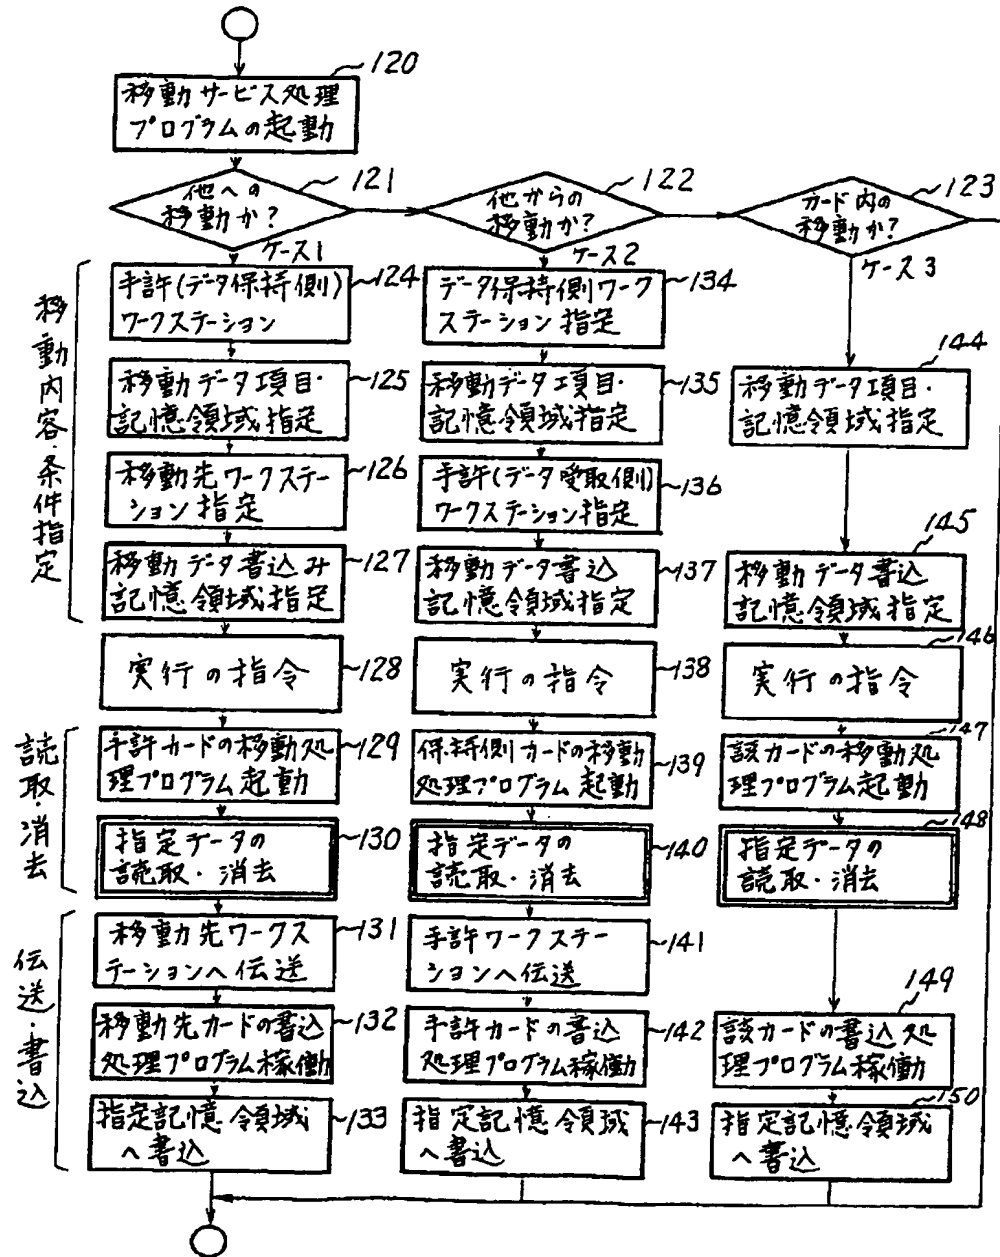 120
移動サービス処理
プログラムの起動
他への
移動か?
121
他からの
移動か?
122
カード内の
移動か?
123
ケース1
ケース2
ケース3
移動内容・条件指定
手許(データ保持側)
ワークステーション
124
移動データ項目・
記憶領域指定
125
移動先ワークステー
ション指定
126
移動データ書込み
記憶領域指定
127
実行の指令
128
読取・消去
手許カードの移動処
理プログラム起動
129
指定データの
読取・消去
130
伝送・書込
移動先ワークス
テーションへ伝送
131
移動先カードの書込
処理プログラム稼働
132
指定記憶領域
へ書込
133
データ保持側ワーク
ステーション指定
134
移動データ項目・
記憶領域指定
135
手許(データ受取側)
ワークステーション指定
136
移動データ書込
記憶領域指定
137
実行の指令
138
保持側カードの移動
処理プログラム起動
139
指定データの
読取・消去
140
手許ワークステー
ションへ伝送
141
手許カードの書込
処理プログラム稼働
142
指定記憶領域
へ書込
143
144
移動データ項目・
記憶領域指定
145
移動データ書込
記憶領域指定
146
実行の指令
147
該カードの移動処
理プログラム起動
148
指定データの
読取・消去
149
該カードの書込処
理プログラム稼働
150
指定記憶領域
へ書込